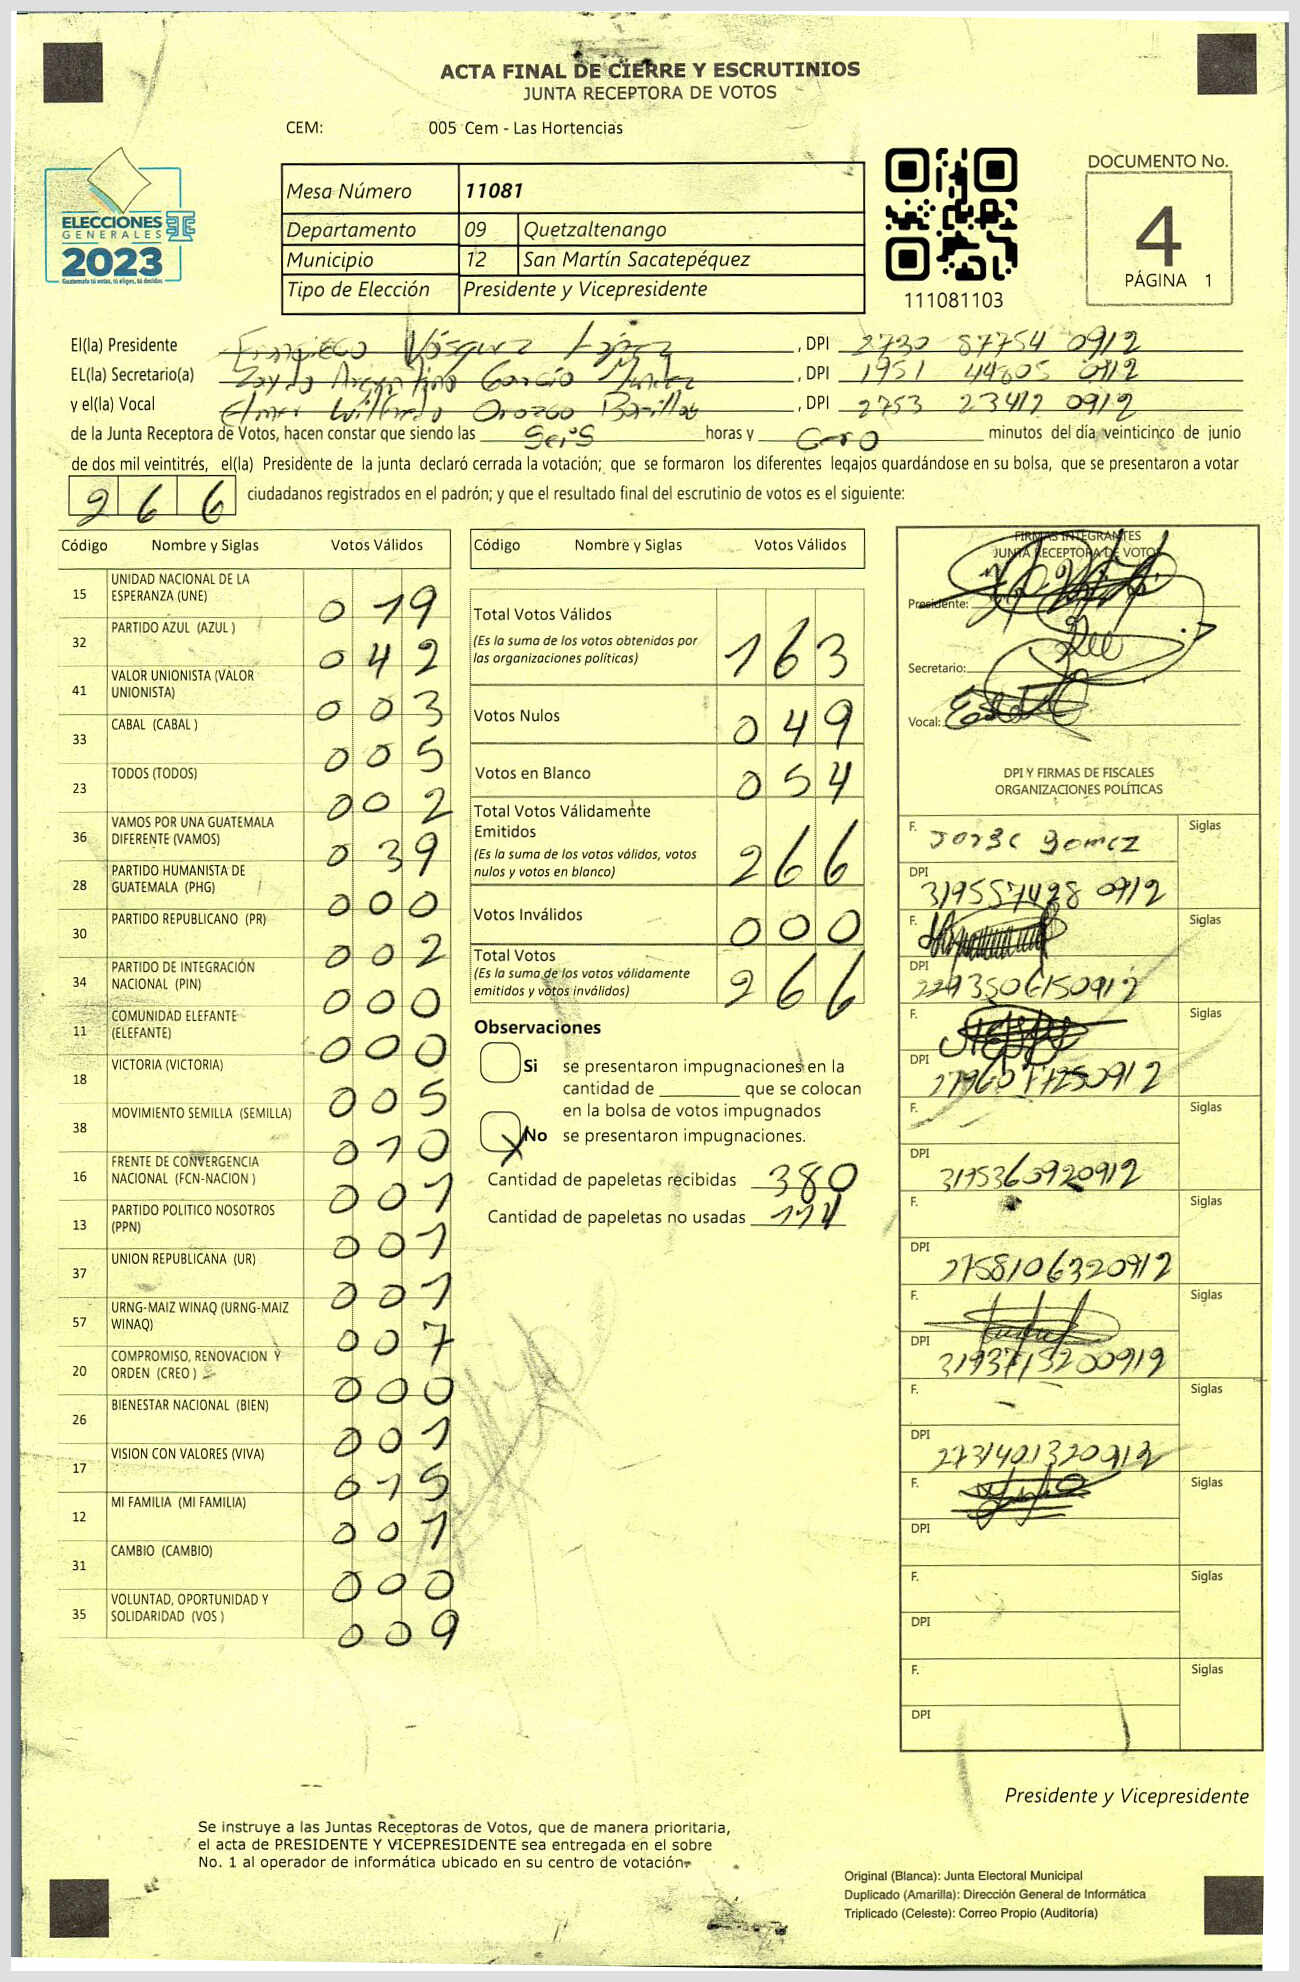 ACTA FINAL DE CIERRE Y ESCRUTINIOS
JUNTA RECEPTORA DE VOTOS
CEM: 005 Cem - Las Hortencias
ELECCIONES
GENERALES
2023
Guatemala tú votas, tú eliges, tú decides
Mesa Número 11081
Departamento 09 Quetzaltenango
Municipio 12 San Martín Sacatepéquez
Tipo de Elección Presidente y Vicepresidente
111081103
DOCUMENTO No.
4
PÁGINA 1
El(la) Presidente Francisco Vásquez López, DPI 2730 87754 0912
EL(la) Secretario(a) Argentino García, DPI 1951 44805 0912
y el(la) Vocal Elmer Wilfredo Orozco Barillas, DPI 2753 23412 0912
de la Junta Receptora de Votos, hacen constar que siendo las seis horas y cero minutos del día veinticinco de junio
de dos mil veintitrés, el(la) Presidente de la junta declaró cerrada la votación; que se formaron los diferentes legajos quardándose en su bolsa, que se presentaron a votar
266 ciudadanos registrados en el padrón; y que el resultado final del escrutinio de votos es el siguiente:
Código Nombre y Siglas Votos Válidos
15 UNIDAD NACIONAL DE LA ESPERANZA (UNE) 019
32 PARTIDO AZUL (AZUL ) 042
41 VALOR UNIONISTA (VALOR UNIONISTA) 003
33 CABAL (CABAL ) 005
23 TODOS (TODOS) 002
36 VAMOS POR UNA GUATEMALA DIFERENTE (VAMOS) 039
28 PARTIDO HUMANISTA DE GUATEMALA (PHG) 000
30 PARTIDO REPUBLICANO (PR) 002
34 PARTIDO DE INTEGRACIÓN NACIONAL (PIN) 000
11 COMUNIDAD ELEFANTE (ELEFANTE) 000
18 VICTORIA (VICTORIA) 005
38 MOVIMIENTO SEMILLA (SEMILLA) 010
16 FRENTE DE CONVERGENCIA NACIONAL (FCN-NACION ) 001
13 PARTIDO POLITICO NOSOTROS (PPN) 001
37 UNION REPUBLICANA (UR) 001
57 URNG-MAIZ WINAQ (URNG-MAIZ WINAQ) 007
20 COMPROMISO, RENOVACION Y ORDEN (CREO ) 000
26 BIENESTAR NACIONAL (BIEN) 001
17 VISION CON VALORES (VIVA) 015
12 MI FAMILIA (MI FAMILIA) 001
31 CAMBIO (CAMBIO) 000
35 VOLUNTAD, OPORTUNIDAD Y SOLIDARIDAD (VOS ) 009
Código Nombre y Siglas Votos Válidos
Total Votos Válidos 163
(Es la suma de los votos obtenidos por
las organizaciones políticas)
Votos Nulos 049
Votos en Blanco 054
Total Votos Válidamente
Emitidos 266
(Es la suma de los votos válidos, votos
nulos y votos en blanco)
Votos Inválidos 000
Total Votos 266
(Es la suma de los votos válidamente
emitidos y votos inválidos)
Observaciones
Si se presentaron impugnaciones en la
cantidad de ________ que se colocan
en la bolsa de votos impugnados
X No se presentaron impugnaciones.
Cantidad de papeletas recibidas 380
Cantidad de papeletas no usadas 114
FIRMAS INTEGRANTES
JUNTA RECEPTORA DE VOTOS
Presidente:
Secretario:
Vocal:
DPI Y FIRMAS DE FISCALES
ORGANIZACIONES POLÍTICAS
F. Jorge Gomez Siglas
DPI 319557428 0912
F. Siglas
DPI
F. Siglas
DPI
F. Siglas
DPI 3195363920912
F. Siglas
DPI 2758106320912
F. Siglas
DPI
F. Siglas
DPI 2731401320912
F. Siglas
DPI
F. Siglas
DPI
F. Siglas
DPI
Presidente y Vicepresidente
Se instruye a las Juntas Receptoras de Votos, que de manera prioritaria,
el acta de PRESIDENTE Y VICEPRESIDENTE sea entregada en el sobre
No. 1 al operador de informática ubicado en su centro de votación.
Original (Blanca): Junta Electoral Municipal
Duplicado (Amarilla): Dirección General de Informática
Triplicado (Celeste): Correo Propio (Auditoría)